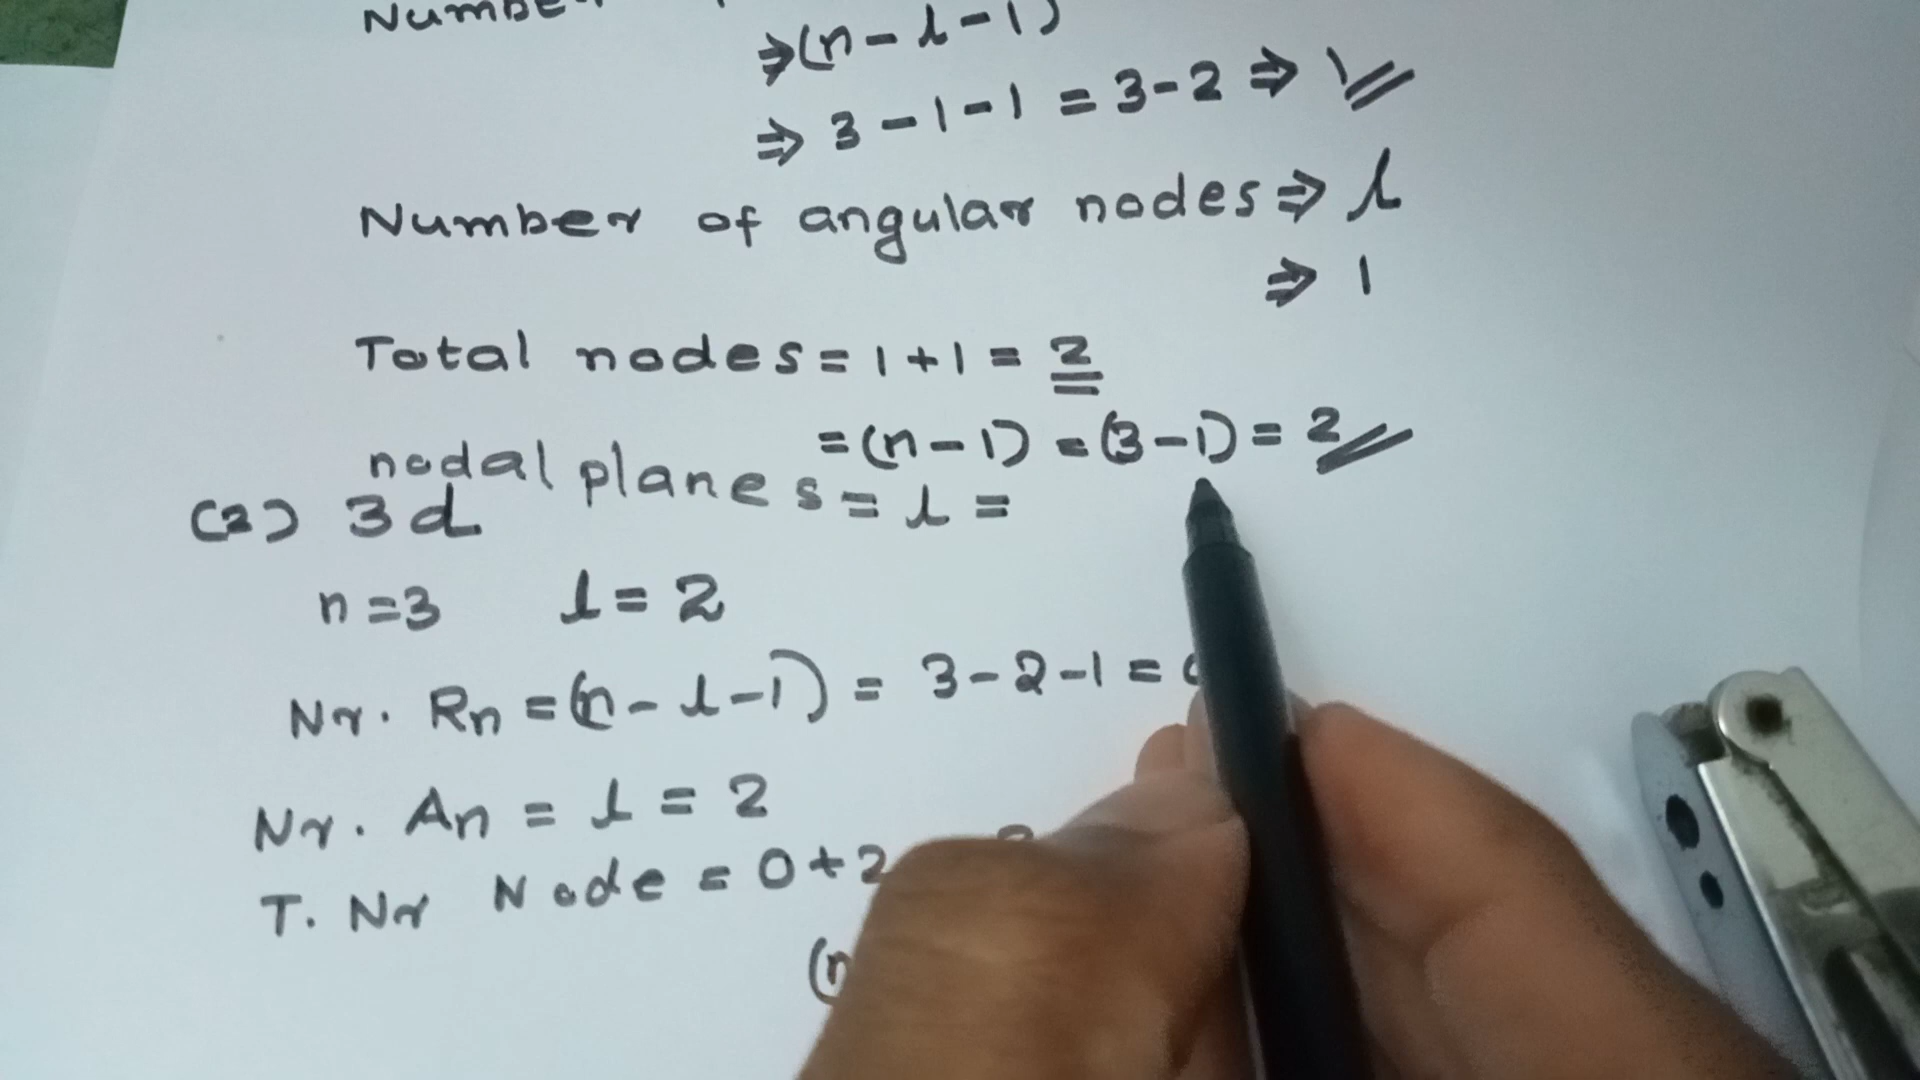 Number
⇒(n-l-1)
⇒ 3-1-1 = 3-2 ⇒ 1
Number of angular nodes ⇒ l
⇒ 1
Total nodes = 1+1 = 2
= (n-1) = (3-1) = 2
nodal planes = l =
(2) 3d
n=3 l=2
Nr. Rn = (n-l-1) = 3-2-1 =
Nr. An = l = 2
T. Nr Node = 0+2
(n